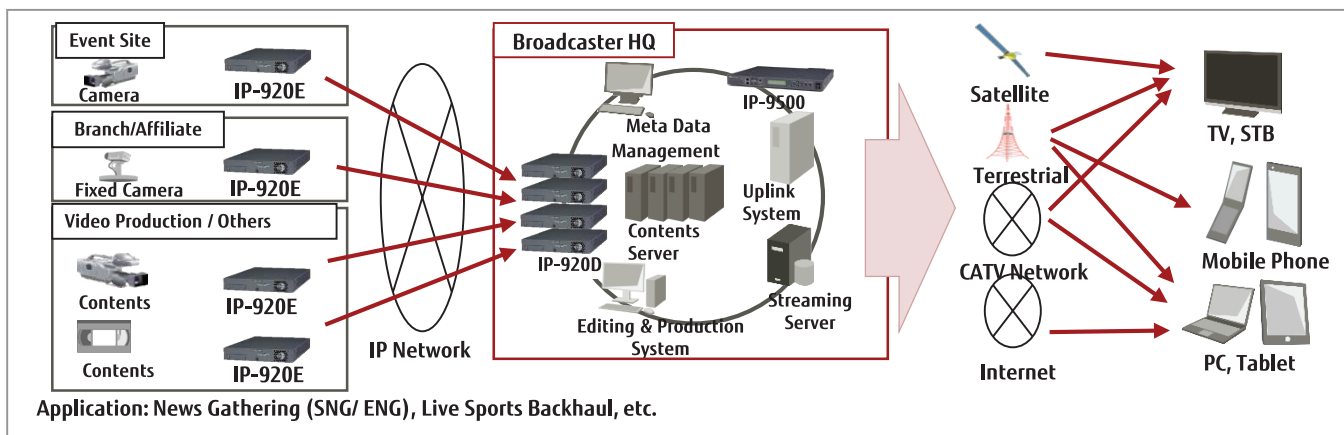 Event Site
IP-920E
Camera
Branch/Affiliate
IP-920E
Fixed Camera
Video Production / Others
IP-920E
Contents
IP-920E
Contents
IP Network
Broadcaster HQ
IP-9500
Meta Data
Management
Uplink
System
Contents
Server
IP-920D
Streaming
Server
Editing & Production
System
Satellite
Terrestrial
CATV Network
Internet
TV, STB
Mobile Phone
PC, Tablet
Application: News Gathering (SNG/ ENG), Live Sports Backhaul, etc.